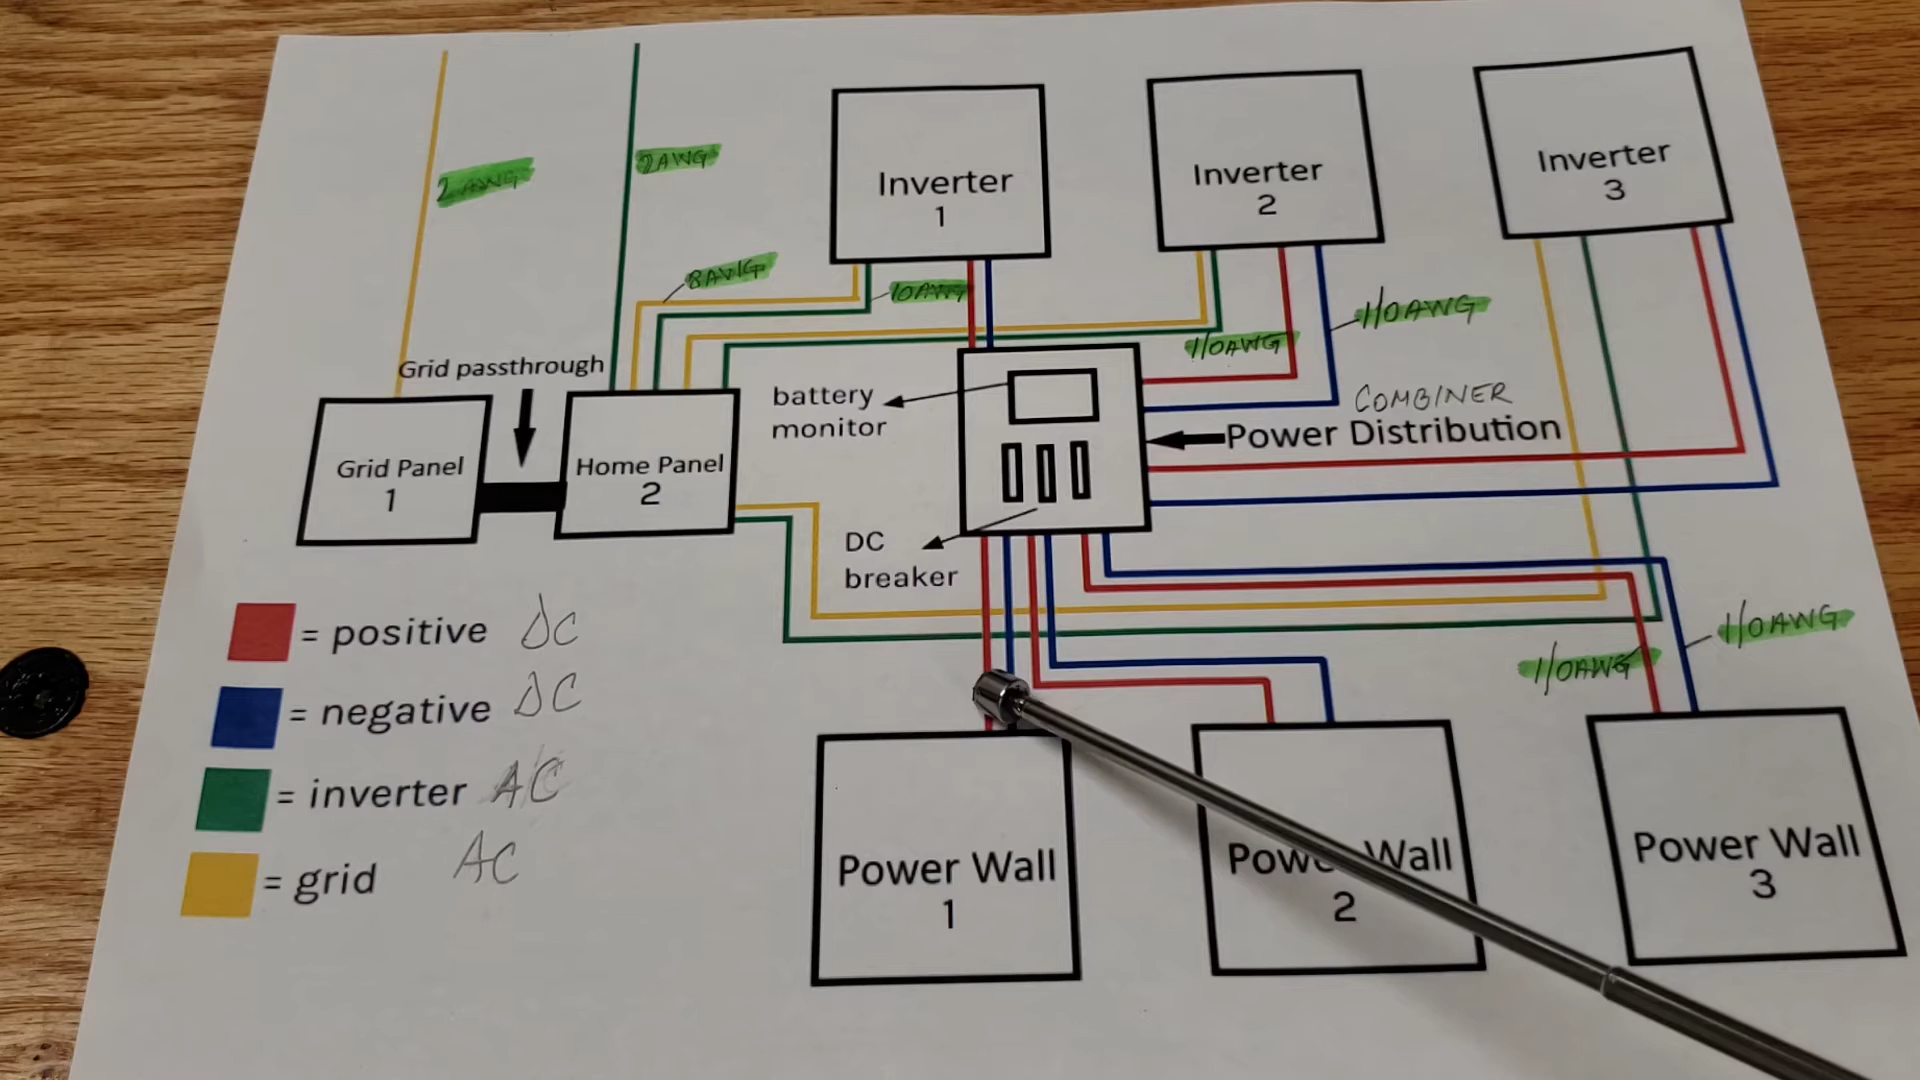 2 AWG
2AWG
Inverter
1
Inverter
2
Inverter
3
8AWG
10AWG
1/0AWG
1/0AWG
Grid passthrough
battery
monitor
COMBINER
Power Distribution
Grid Panel
1
Home Panel
2
DC
breaker
= positive DC
= negative DC
= inverter AC
= grid AC
1/0AWG
1/0AWG
Power Wall
1
Power Wall
2
Power Wall
3